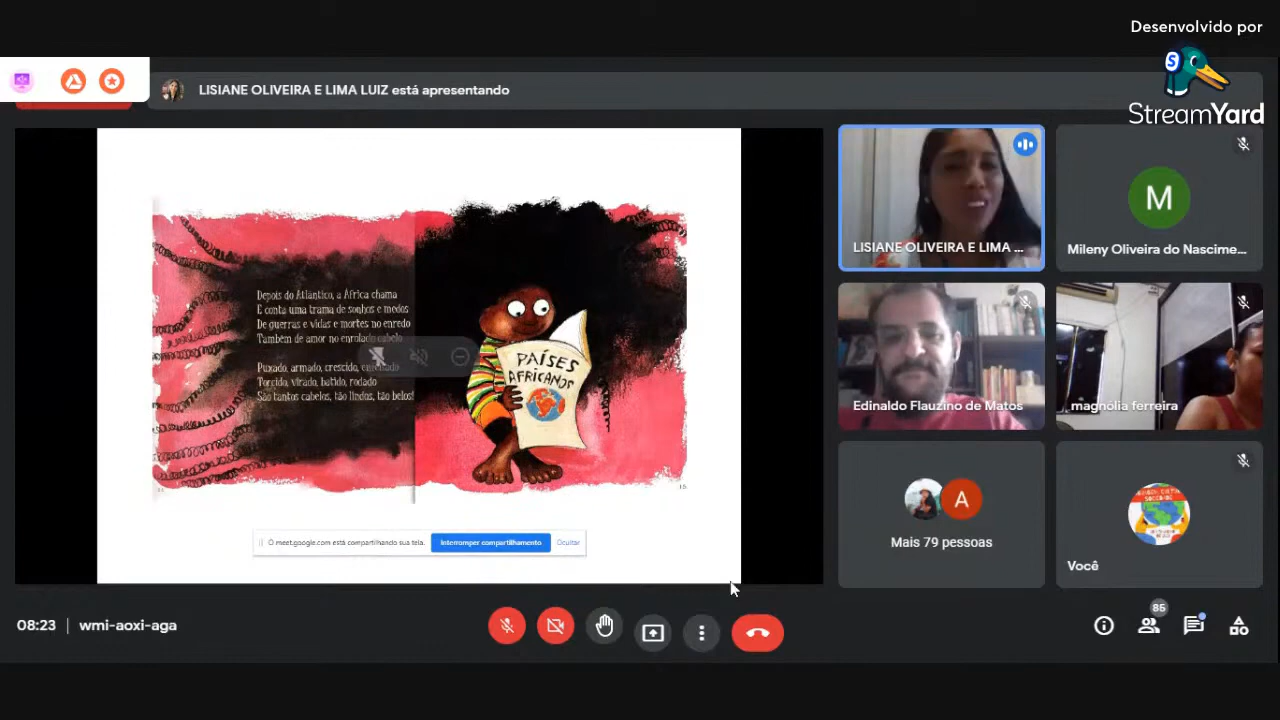 Desenvolvido por
StreamYard
LISIANE OLIVEIRA E LIMA LUIZ está apresentando
Depois do Atlântico, a África chama
E conta uma trama de sonhos e medos
De guerras e vidas e mortes no enredo
Também de amor no enrolado cabelo
Puxado, armado, crescido, enfeitado
Torcido, virado, batido, rodado
São tantos cabelos, tão lindos, tão belos!
PAÍSES
AFRICANOS
15
O meet.google.com está compartilhando sua tela.
Interromper compartilhamento
Ocultar
LISIANE OLIVEIRA E LIMA ...
M
Mileny Oliveira do Nascime...
Edinaldo Flauzino de Matos
magnólia ferreira
A
Mais 79 pessoas
Você
08:23 | wmi-aoxi-aga
85